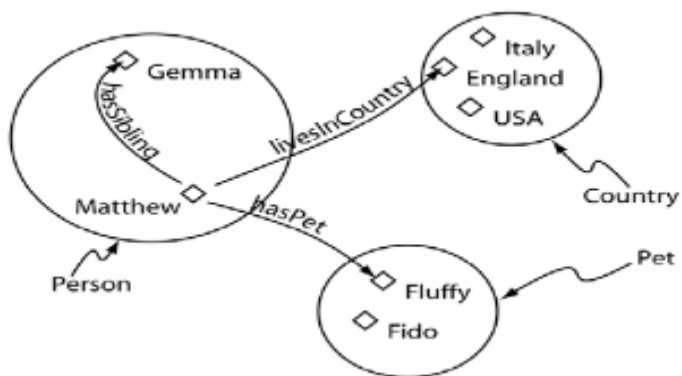 Italy
Gemma
England
hasSibling
livesInCountry
USA
Matthew
hasPet
Country
Person
Pet
Fluffy
Fido